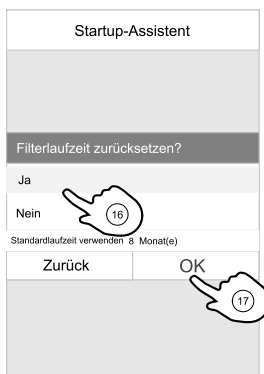 Startup-Assistent
Filterlaufzeit zurücksetzen?
Ja
16
Nein
Standardlaufzeit verwenden 8 Monat(e)
Zurück OK
17